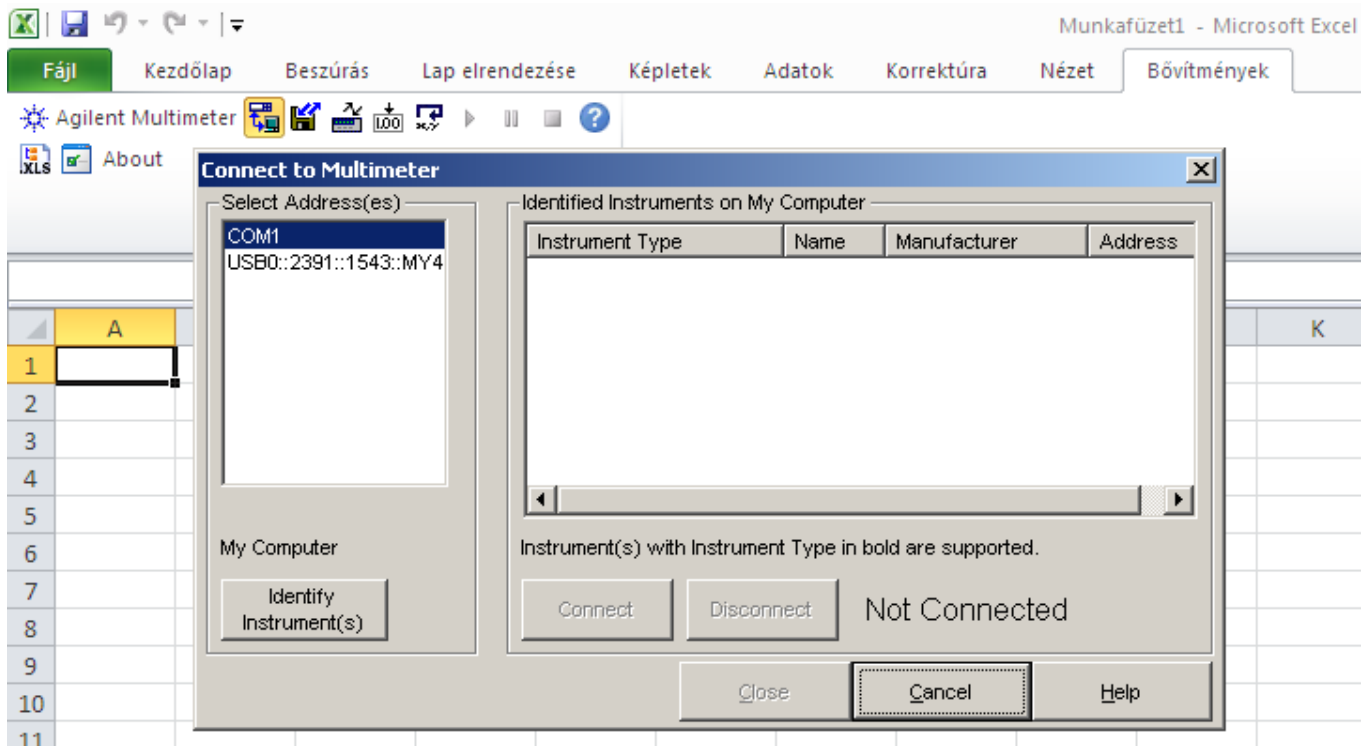 Munkafüzet1 - Microsoft Excel
Fájl Kezdőlap Beszúrás Lap elrendezése Képletek Adatok Korrektúra Nézet Bővítmények
Agilent Multimeter 1.00 x,y ?
XLS About
Connect to Multimeter
Select Address(es)
COM1
USB0::2391::1543::MY4
My Computer
Identify
Instrument(s)
Identified Instruments on My Computer
Instrument Type Name Manufacturer Address
Instrument(s) with Instrument Type in bold are supported.
Connect Disconnect Not Connected
Close Cancel Help
A K
1
2
3
4
5
6
7
8
9
10
11